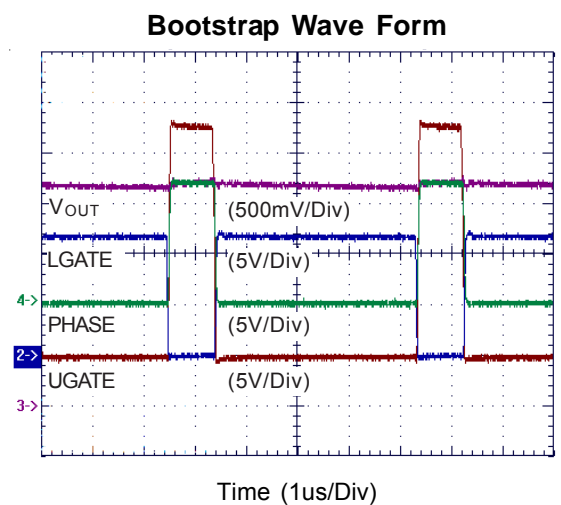 Bootstrap Wave Form
VOUT (500mV/Div)
LGATE (5V/Div)
4->
PHASE (5V/Div)
2->
UGATE (5V/Div)
3->
Time (1us/Div)